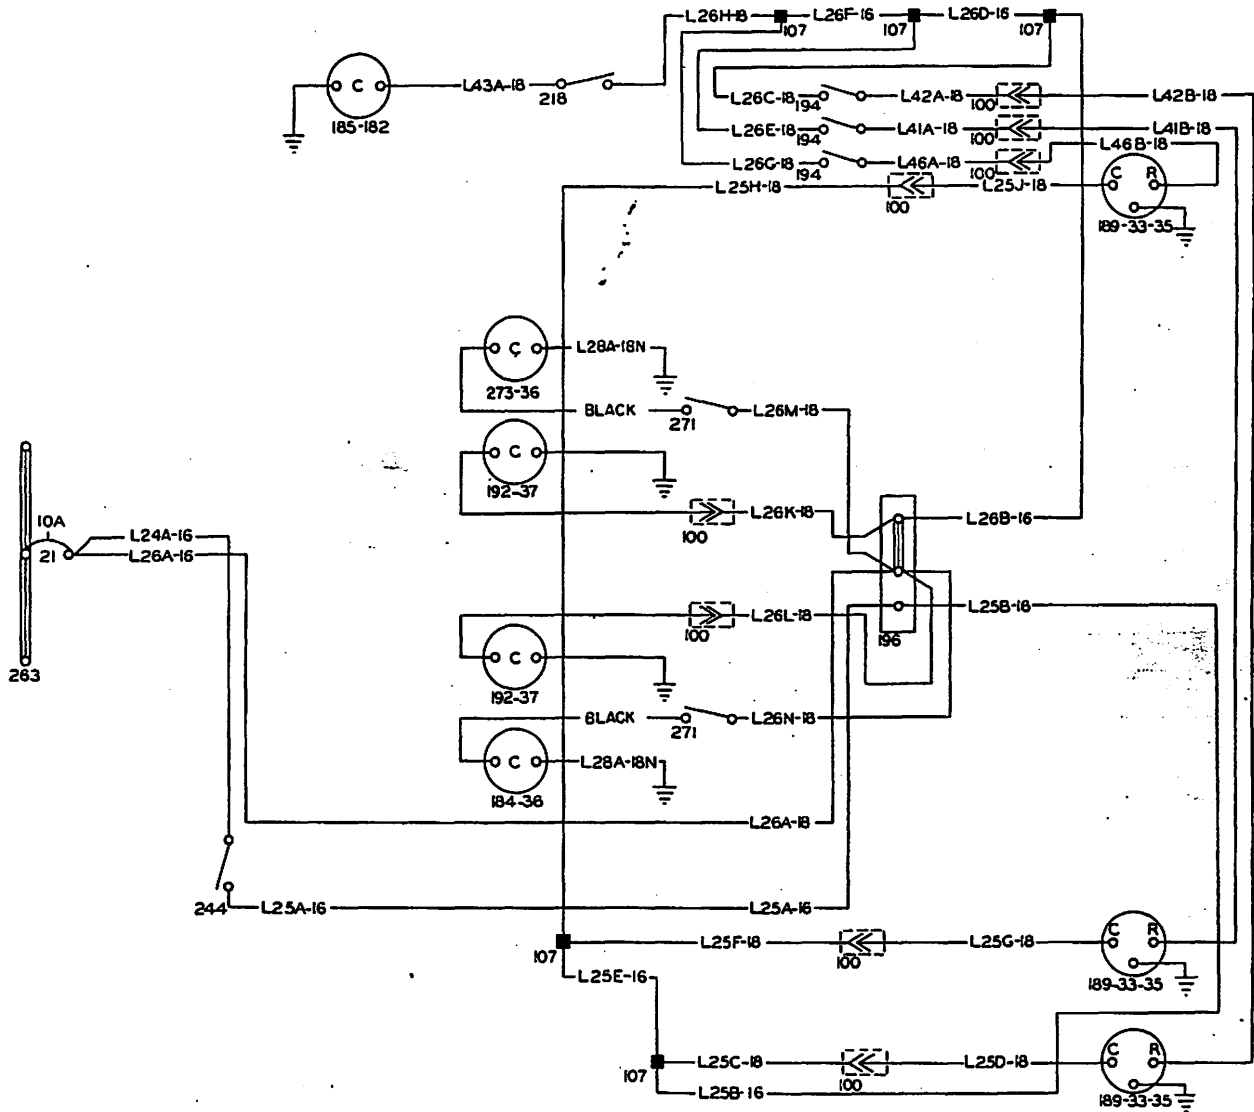 L26H-18 L26F-16 L26D-16
107 107 107
C L43A-18
218
185-182
L26C-18 194 L42A-18 100 L42B-18
L26E-18 194 L41A-18 100 L41B-18
L46B-18
L26G-18 194 L46A-18 100
L25H-18 100 L25J-18 C R
189-33-35
C L28A-18N
273-36
BLACK 271 L26M-18
C
192-37
L26K-18 L26B-16
100
10A
21
L24A-16
L26A-16
L25B-18
L26L-18
100
196
C
192-37
263
BLACK 271 L26N-18
C L28A-18N
184-36
L26A-18
244 L25A-16 L25A-16
107 L25F-18 100 L25G-18 C R
189-33-35
L25E-16
107 L25C-18 100 L25D-18 C R
L25B-16
189-33-35